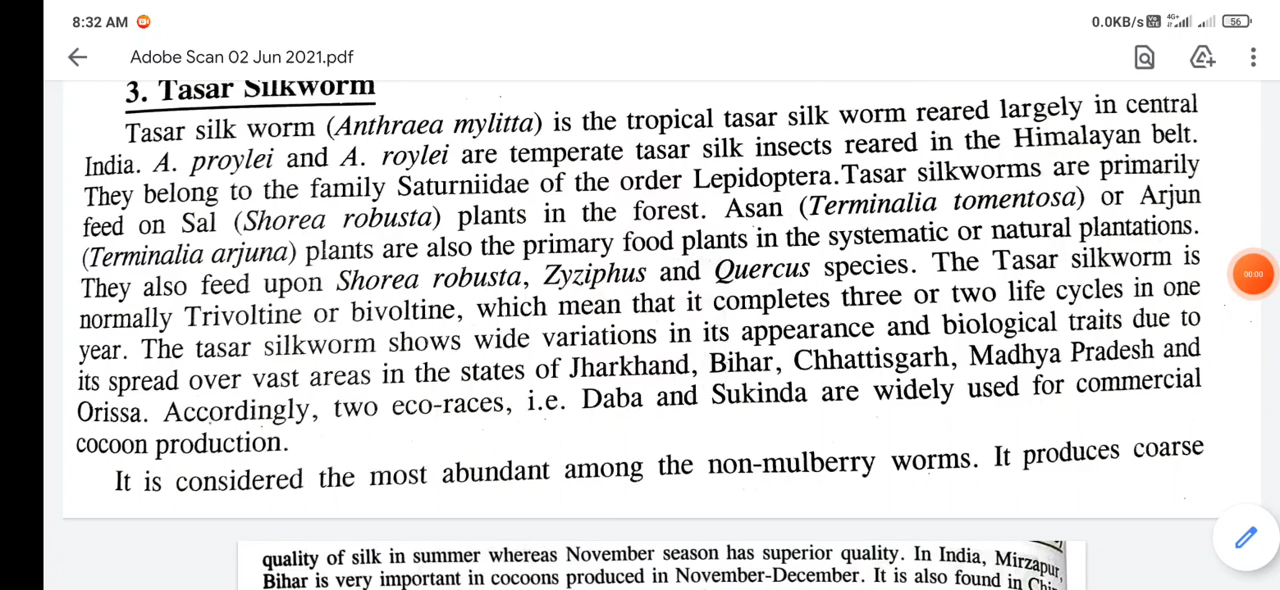 8:32 AM
0.0KB/s Vo LTE 4G+ 56
Adobe Scan 02 Jun 2021.pdf
3. Tasar Silkworm
Tasar silk worm (Anthraea mylitta) is the tropical tasar silk worm reared largely in central
India. A. proylei and A. roylei are temperate tasar silk insects reared in the Himalayan belt.
They belong to the family Saturniidae of the order Lepidoptera. Tasar silkworms are primarily
feed on Sal (Shorea robusta) plants in the forest. Asan (Terminalia tomentosa) or Arjun
(Terminalia arjuna) plants are also the primary food plants in the systematic or natural plantations.
They also feed upon Shorea robusta, Zyziphus and Quercus species. The Tasar silkworm is
normally Trivoltine or bivoltine, which mean that it completes three or two life cycles in one
year. The tasar silkworm shows wide variations in its appearance and biological traits due to
its spread over vast areas in the states of Jharkhand, Bihar, Chhattisgarh, Madhya Pradesh and
Orissa. Accordingly, two eco-races, i.e. Daba and Sukinda are widely used for commercial
cocoon production.
It is considered the most abundant among the non-mulberry worms. It produces coarse
00:00
quality of silk in summer whereas November season has superior quality. In India, Mirzapur,
Bihar is very important in cocoons produced in November-December. It is also found in